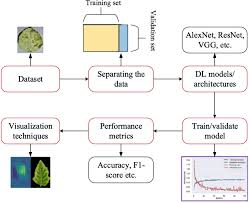 Training set
Validation set
AlexNet, ResNet,
VGG, etc.
Dataset
Separating the
data
DL models/
architectures
Visualization
techniques
Performance
metrics
Train/validate
model
Accuracy, F1-
score etc.